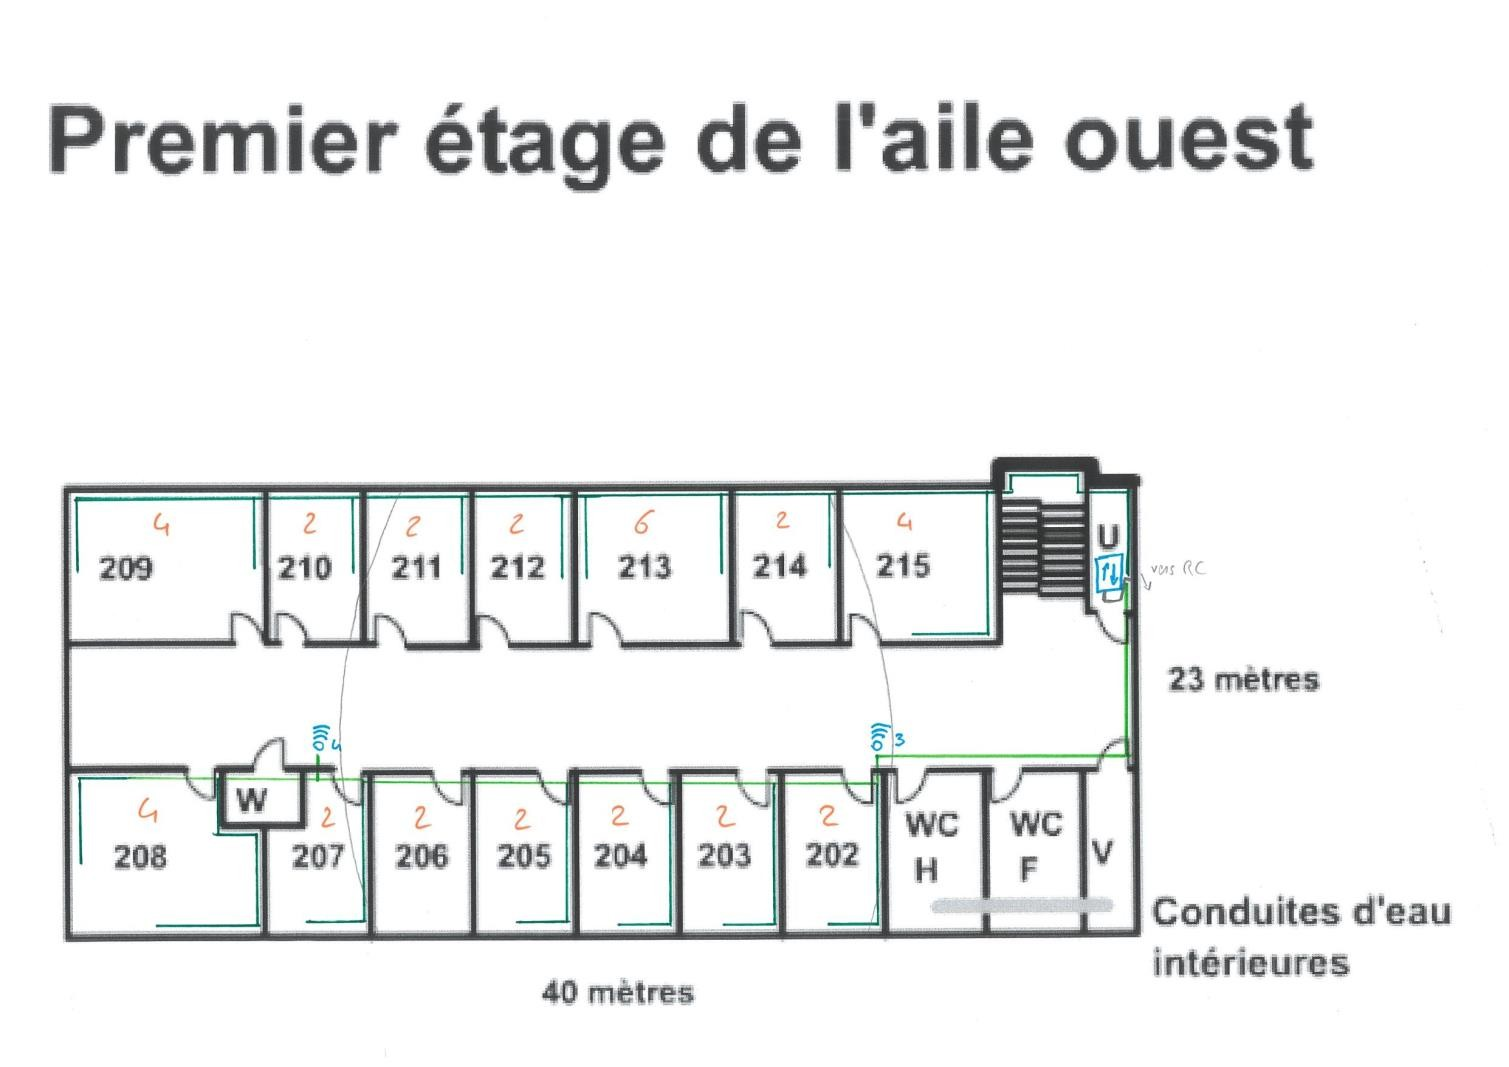 Premier étage de l'aile ouest
4 2 2 2 6 2 4
209 210 211 212 213 214 215
U
vers RC
23 mètres
4 3
W
4 2 2 2 2 2 2
208 207 206 205 204 203 202
WC H
WC F
V
Conduites d'eau
intérieures
40 mètres